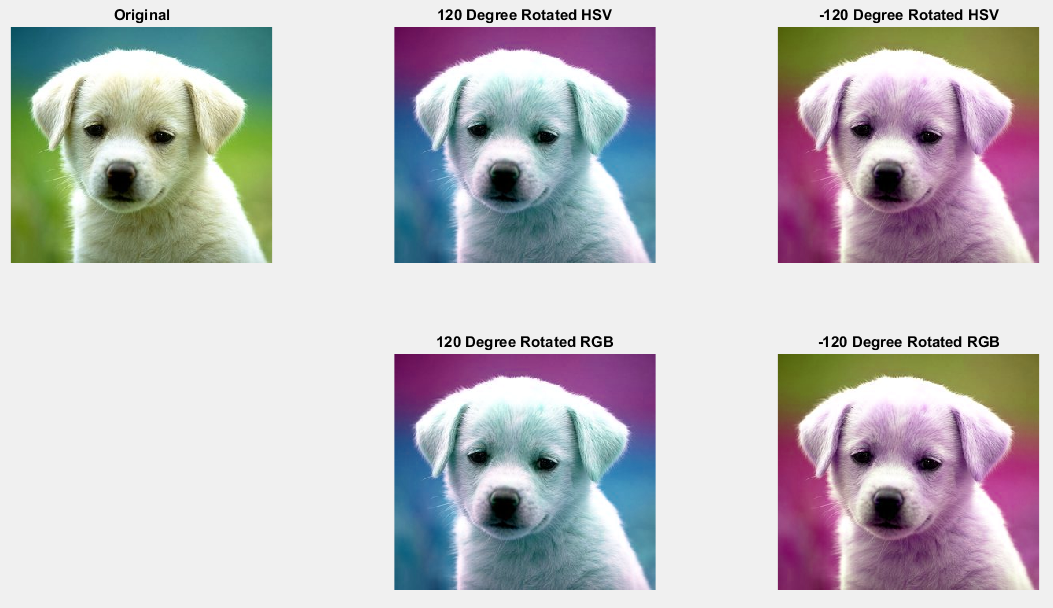 Original
120 Degree Rotated HSV
-120 Degree Rotated HSV
120 Degree Rotated RGB
-120 Degree Rotated RGB